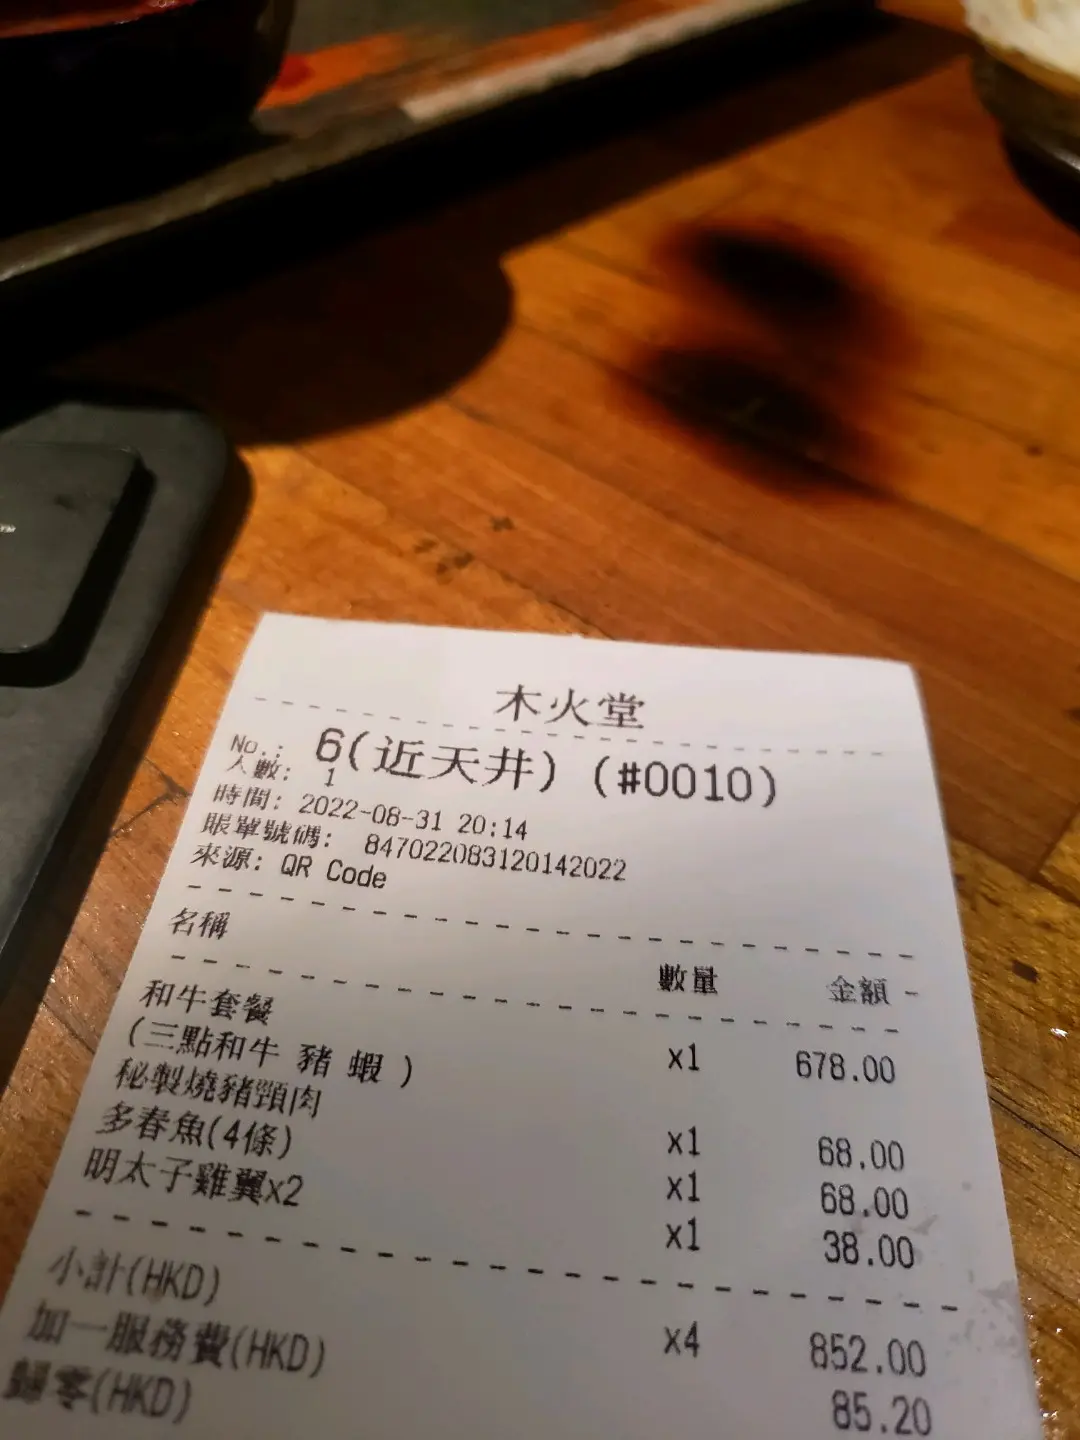 木火堂
No.: 6(近天井) (#0010)
人數: 1
時間: 2022-08-31 20:14
賬單號碼: 847022083120142022
來源: QR Code
名稱 數量 金額
和牛套餐
(三點和牛 豬 蝦 ) x1 678.00
秘製燒豬頸肉 x1 68.00
多春魚(4條) x1 68.00
明太子雞翼x2 x1 38.00
小計(HKD) x4 852.00
加一服務費(HKD) 85.20
歸零(HKD)